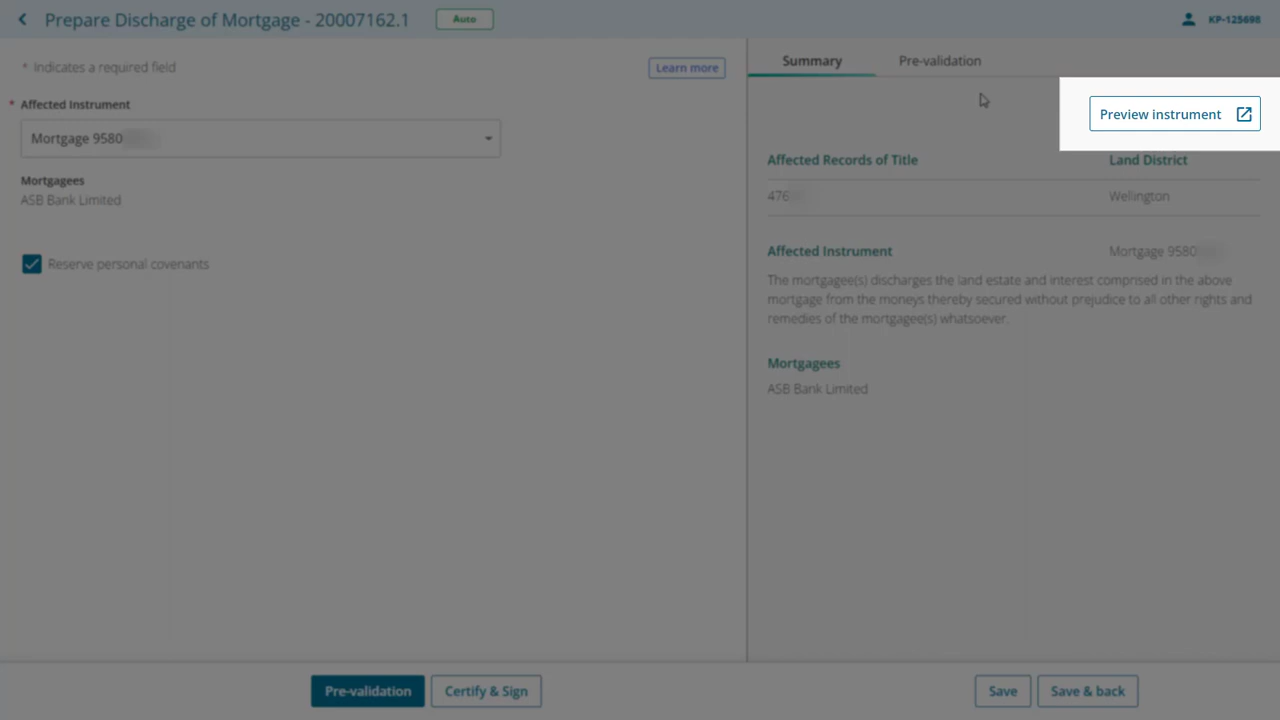 Prepare Discharge of Mortgage - 20007162.1
Auto
KP-125698
* Indicates a required field
Learn more
* Affected Instrument
Mortgage 9580
Mortgagees
ASB Bank Limited
Reserve personal covenants
Summary
Pre-validation
Preview instrument
Affected Records of Title
Land District
476
Wellington
Affected Instrument
Mortgage 9580
The mortgagee(s) discharges the land estate and interest comprised in the above
mortgage from the moneys thereby secured without prejudice to all other rights and
remedies of the mortgagee(s) whatsoever.
Mortgagees
ASB Bank Limited
Pre-validation
Certify & Sign
Save
Save & back